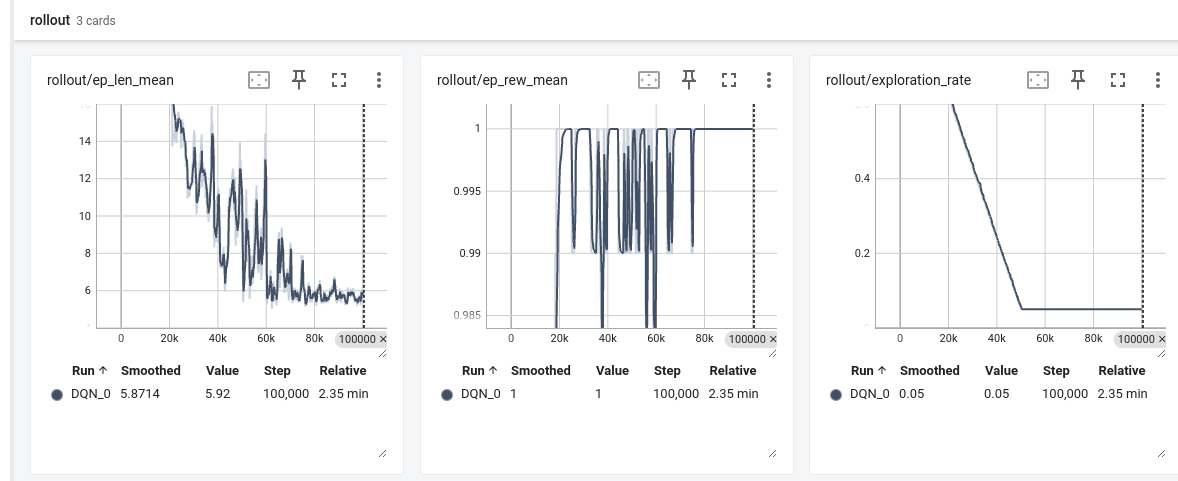 rollout 3 cards
rollout/ep_len_mean
14
12
10
8
6
0 20k 40k 60k 80k 100000 ×
Run ↑ Smoothed Value Step Relative
DQN_0 5.8714 5.92 100,000 2.35 min
rollout/ep_rew_mean
1
0.995
0.99
0.985
0 20k 40k 60k 80k 100000 ×
Run ↑ Smoothed Value Step Relative
DQN_0 1 1 100,000 2.35 min
rollout/exploration_rate
0.4
0.2
0 20k 40k 60k 80k 100000 ×
Run ↑ Smoothed Value Step Relative
DQN_0 0.05 0.05 100,000 2.35 min